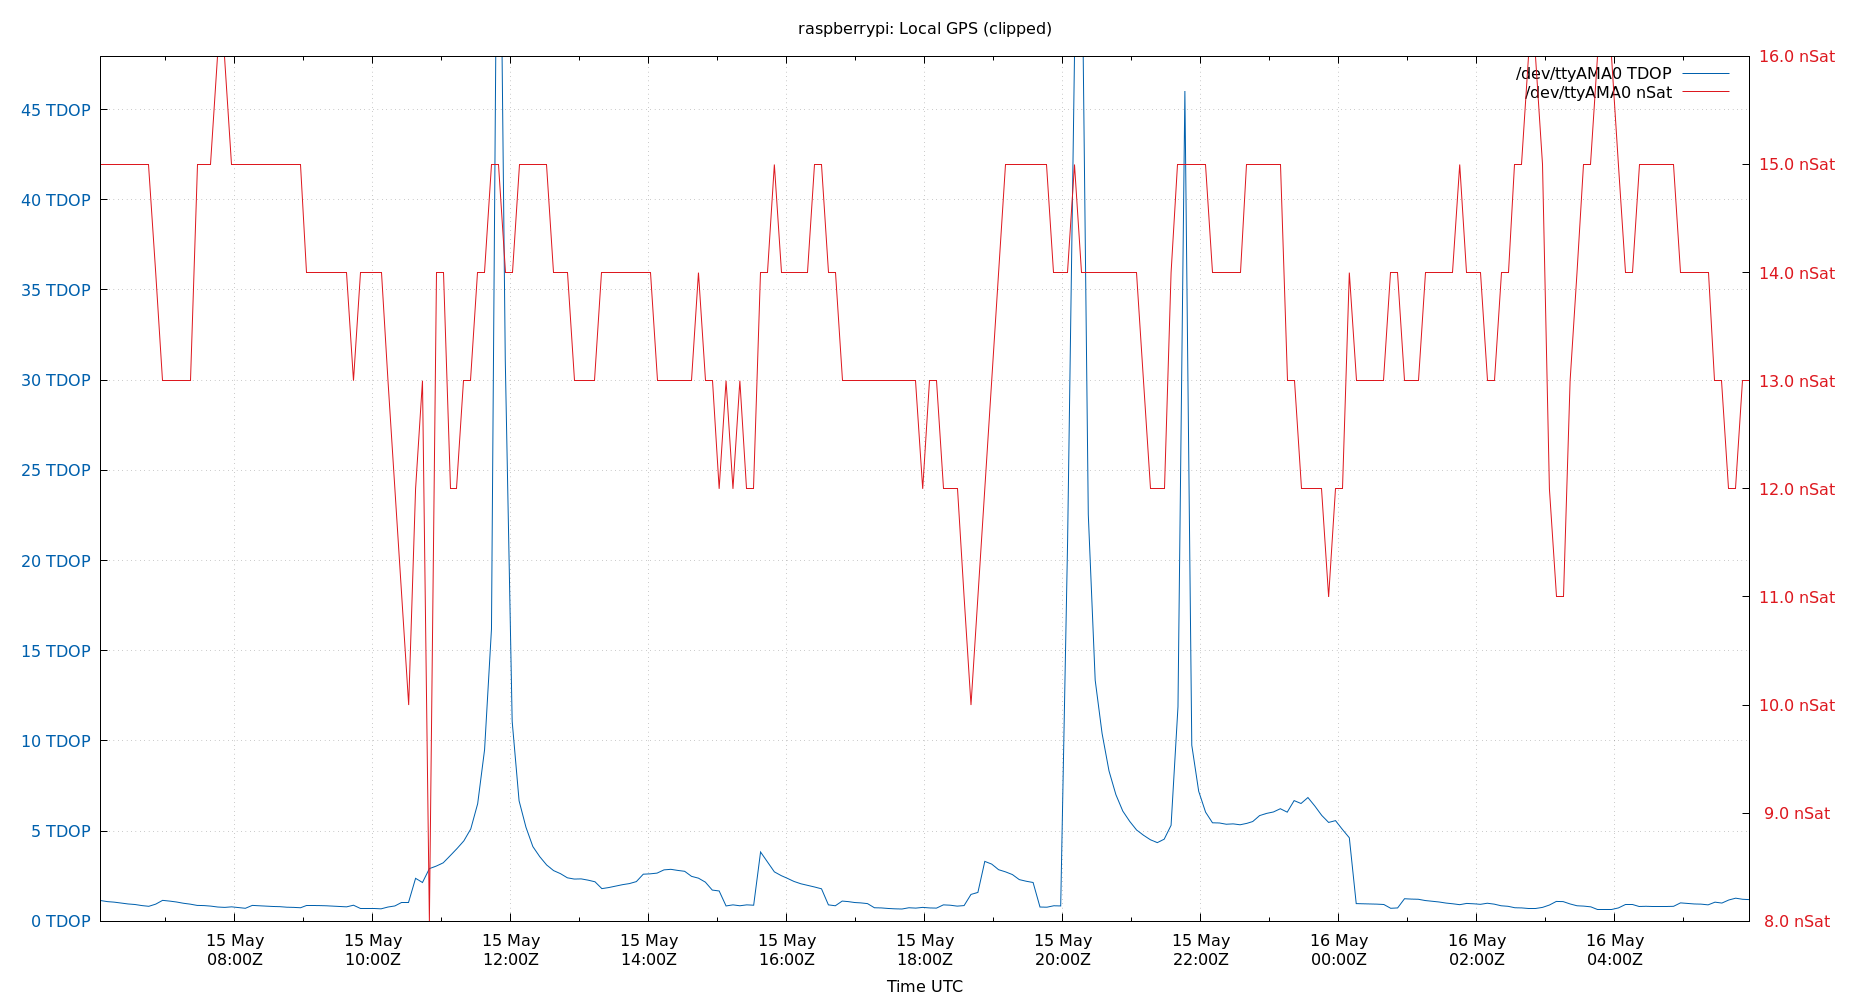 raspberrypi: Local GPS (clipped)
/dev/ttyAMA0 TDOP
/dev/ttyAMA0 nSat
45 TDOP
40 TDOP
35 TDOP
30 TDOP
25 TDOP
20 TDOP
15 TDOP
10 TDOP
5 TDOP
0 TDOP
16.0 nSat
15.0 nSat
14.0 nSat
13.0 nSat
12.0 nSat
11.0 nSat
10.0 nSat
9.0 nSat
8.0 nSat
15 May
08:00Z
15 May
10:00Z
15 May
12:00Z
15 May
14:00Z
15 May
16:00Z
15 May
18:00Z
15 May
20:00Z
15 May
22:00Z
16 May
00:00Z
16 May
02:00Z
16 May
04:00Z
Time UTC